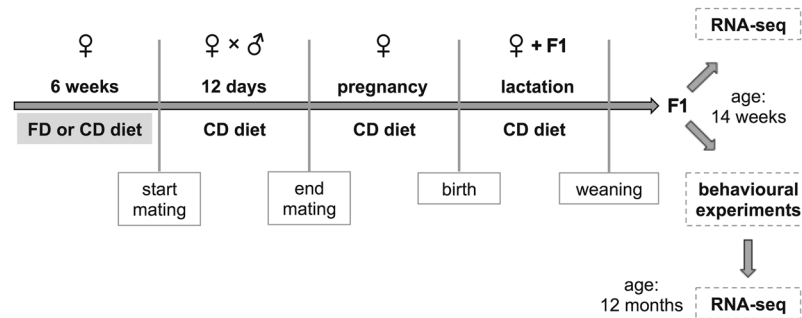 RNA-seq
♀
♀ × ♂
♀
♀ + F1
6 weeks
12 days
pregnancy
lactation
F1
age:
14 weeks
FD or CD diet
CD diet
CD diet
CD diet
start
mating
end
mating
birth
weaning
behavioural
experiments
age:
12 months
RNA-seq